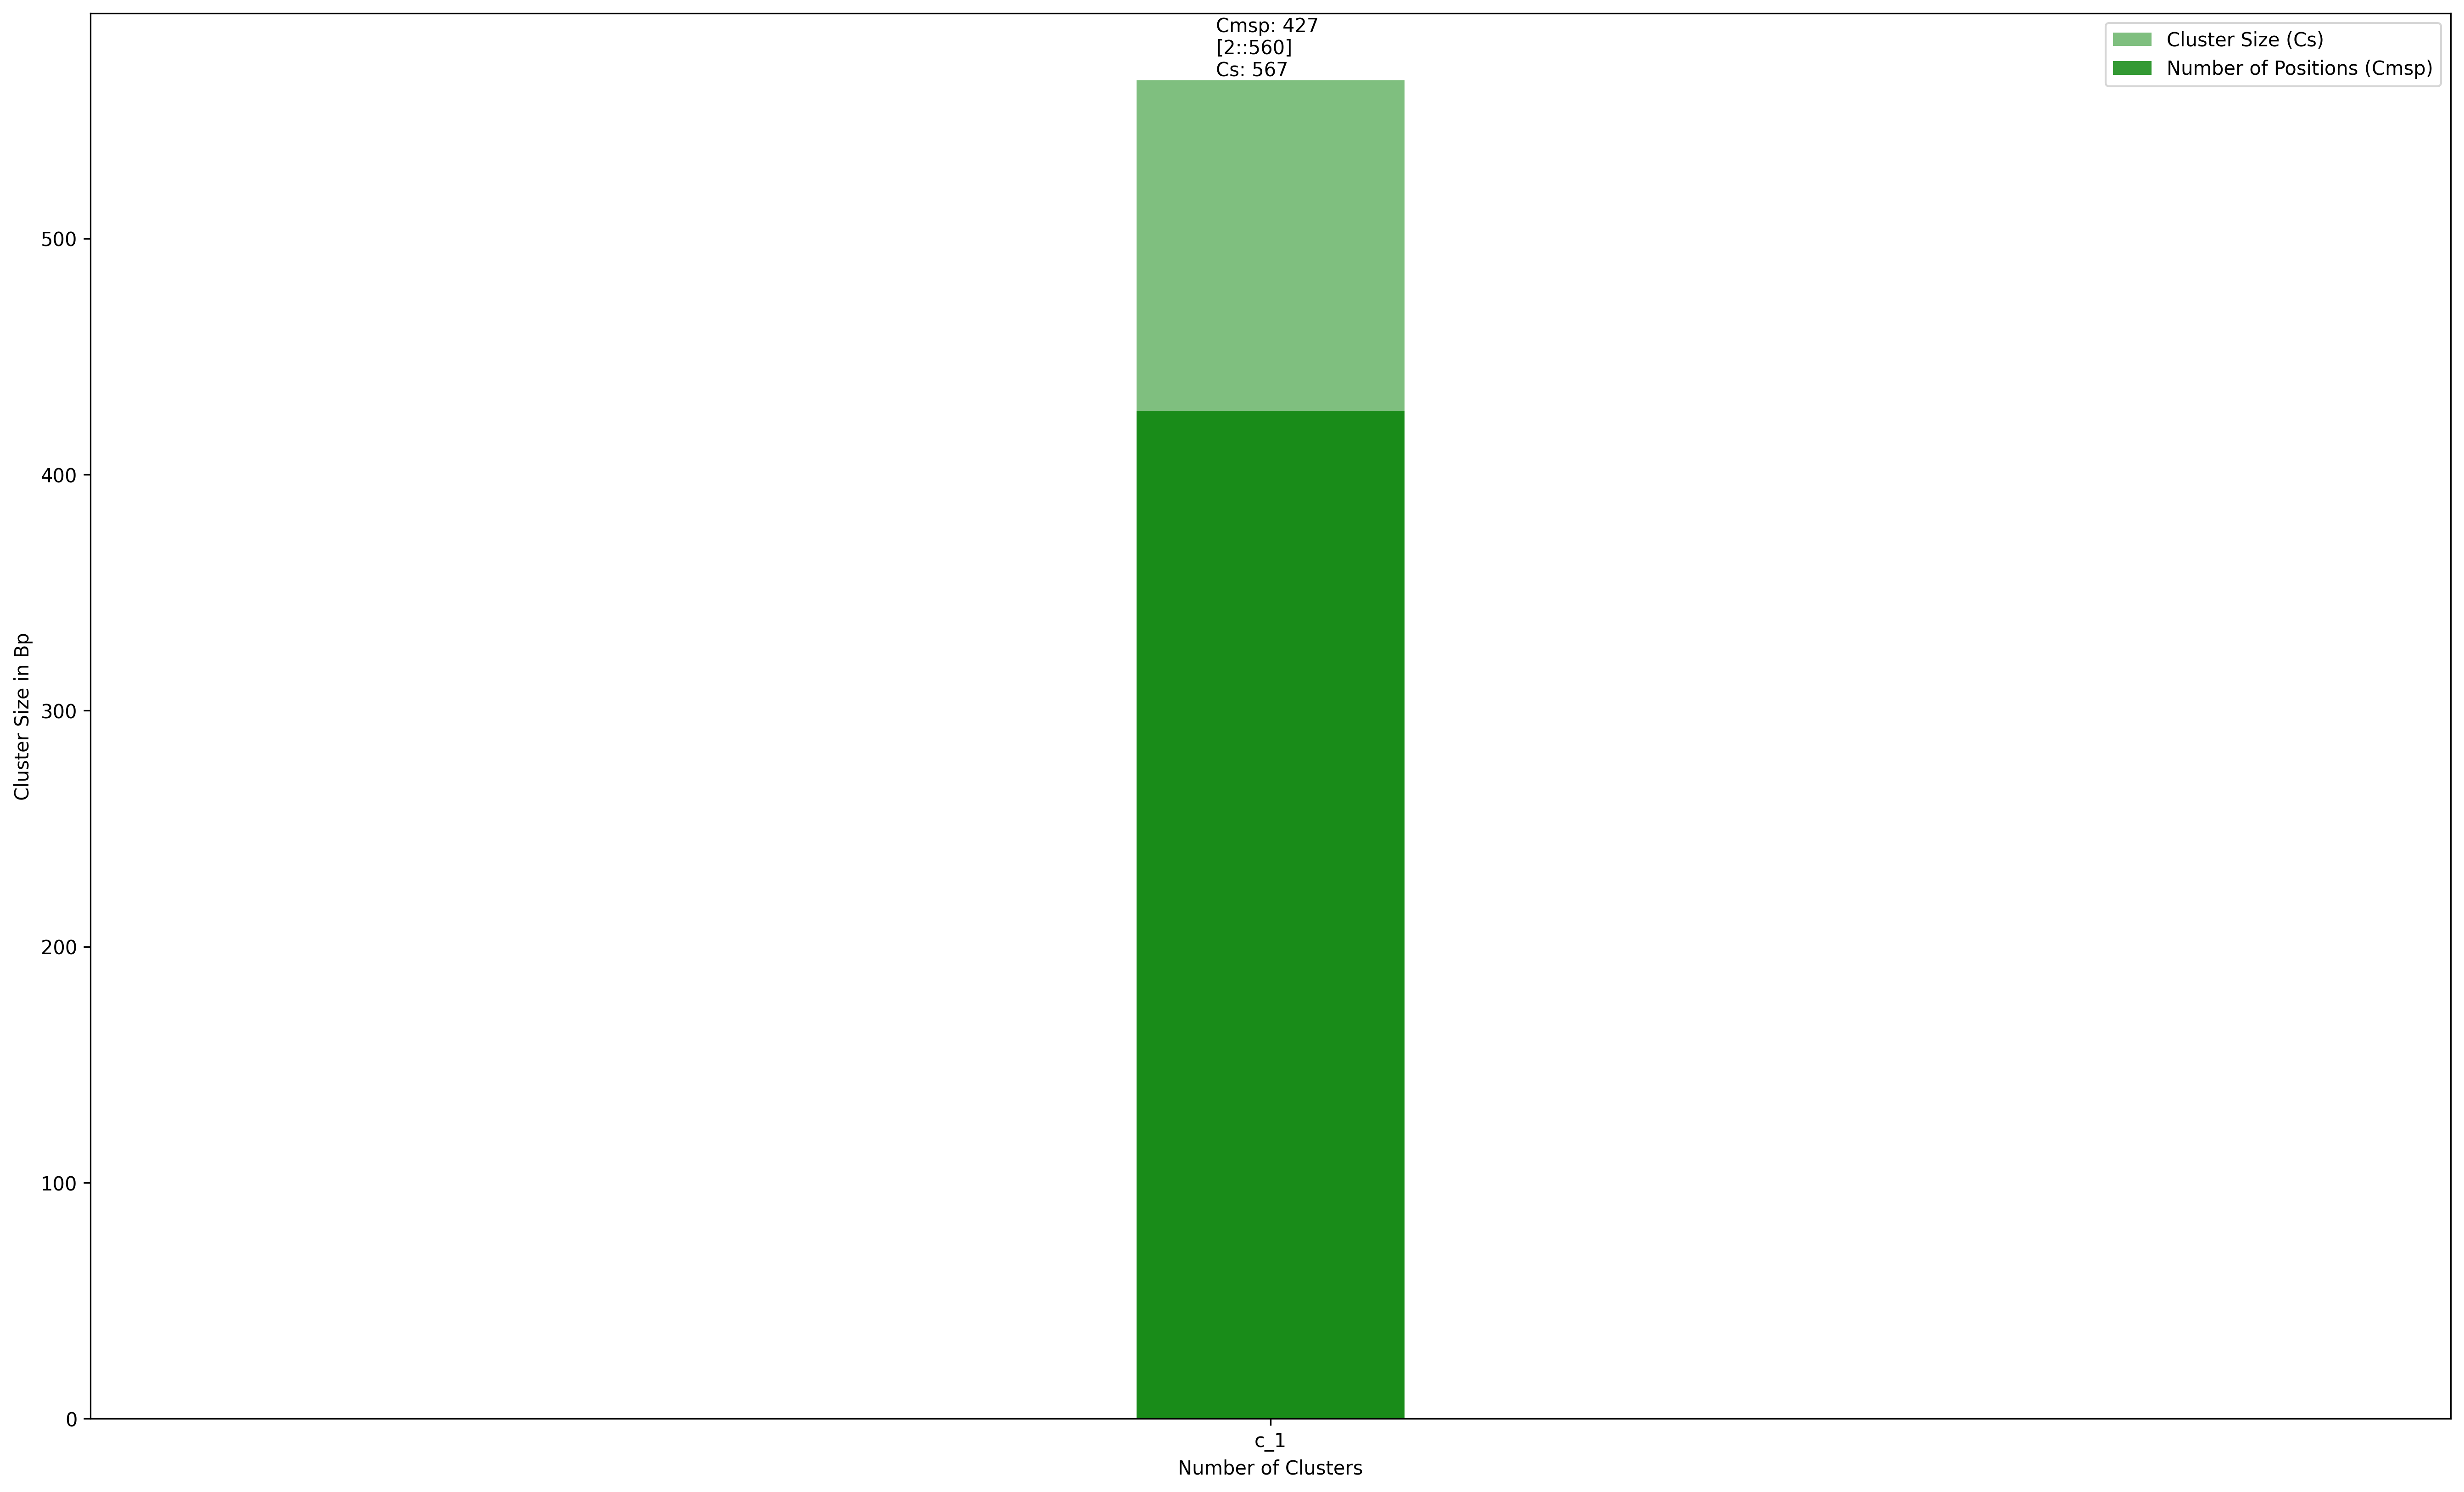 Cmsp: 427
[2::560]
Cs: 567
Cluster Size (Cs)
Number of Positions (Cmsp)
500
400
300
200
100
0
Cluster Size in Bp
c_1
Number of Clusters